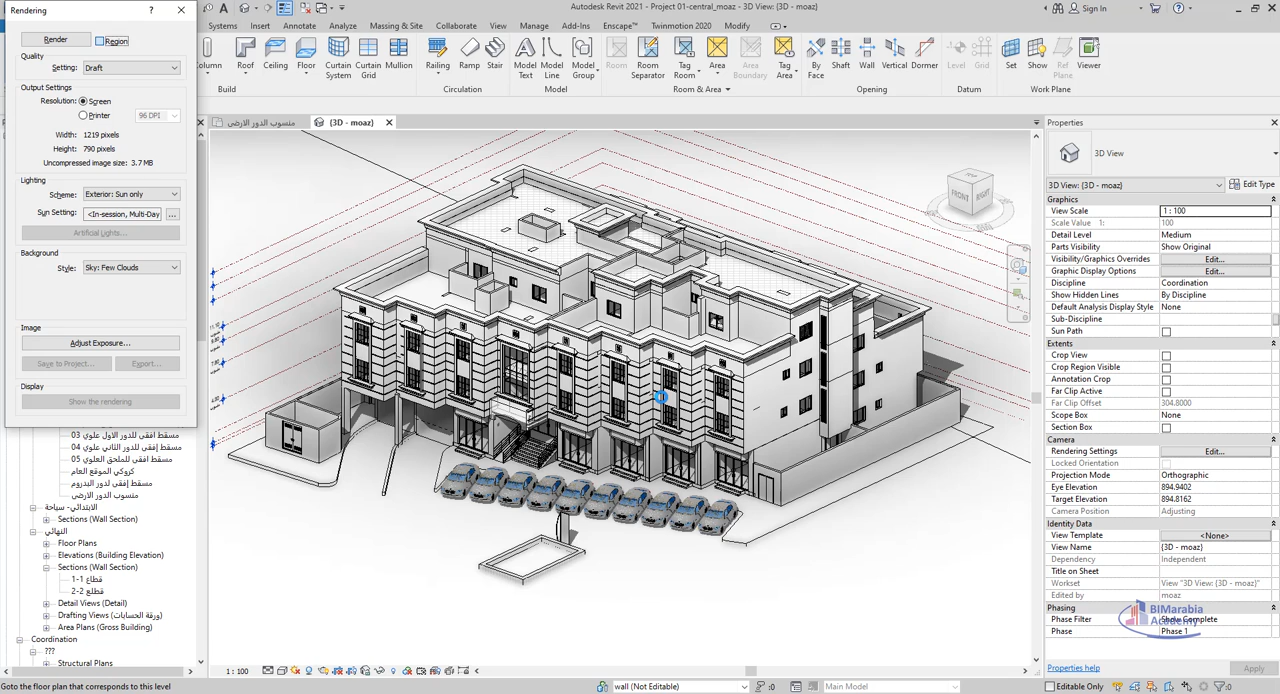 Rendering
?
Autodesk Revit 2021 - Project 01-central_moaz - 3D View: {3D - moaz}
Sign In
Systems Insert Annotate Analyze Massing & Site Collaborate View Manage Add-Ins Enscape™ Twinmotion 2020 Modify
Render Region
Quality
Setting: Draft
Output Settings
Resolution: Screen
Printer 96 DPI
Width: 1219 pixels
Height: 790 pixels
Uncompressed image size: 3.7 MB
Lighting
Scheme: Exterior: Sun only
Sun Setting: <In-session, Multi-Day ...
Artificial Lights...
Background
Style: Sky: Few Clouds
Image
Adjust Exposure...
Save to Project... Export...
Display
Show the rendering
Column Roof Ceiling Floor Curtain System Curtain Grid Mullion
Railing Ramp Stair
Model Text Model Line Model Group
Room Room Separator Tag Room Area Area Boundary Tag Area
By Face Shaft Wall Vertical Dormer
Level Grid
Set Show Ref Plane Viewer
Build Circulation Model Room & Area Opening Datum Work Plane
منسوب الدور الارضى
{3D - moaz}
FRONT RIGHT
Properties
3D View
3D View: {3D - moaz} Edit Type
Graphics
View Scale 1 : 100
Scale Value 1: 100
Detail Level Medium
Parts Visibility Show Original
Visibility/Graphics Overrides Edit...
Graphic Display Options Edit...
Discipline Coordination
Show Hidden Lines By Discipline
Default Analysis Display Style None
Sub-Discipline
Sun Path
Extents
Crop View
Crop Region Visible
Annotation Crop
Far Clip Active
Far Clip Offset 304.8000
Scope Box None
Section Box
Camera
Rendering Settings Edit...
Locked Orientation
Projection Mode Orthographic
Eye Elevation 894.9402
Target Elevation 894.8162
Camera Position Adjusting
Identity Data
View Template <None>
View Name {3D - moaz}
Dependency Independent
Title on Sheet
Workset View "3D View: {3D - moaz}"
Edited by moaz
Phasing
Phase Filter Show Complete
Phase Phase 1
BIMarabia
Academy
Properties help Apply
مسقط افقى للدور الاول علوي 03
مسقط افقى للدور الثاني علوي 04
مسقط افقى للملحق العلوي 05
كروكي الموقع العام
مسقط إفقى لدور البدروم
منسوب الدور الارضى
الابتدائي- سياحة
Sections (Wall Section)
النهائي
Floor Plans
Elevations (Building Elevation)
Sections (Wall Section)
قطاع 1-1
قطاع 2-2
Detail Views (Detail)
Drafting Views (ورقة الحسابات)
Area Plans (Gross Building)
Coordination
???
Structural Plans
1 : 100
Goto the floor plan that corresponds to this level
wall (Not Editable)
:0
Main Model
Editable Only
:0